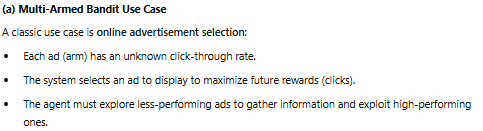 (a) Multi-Armed Bandit Use Case
A classic use case is online advertisement selection:
• Each ad (arm) has an unknown click-through rate.
• The system selects an ad to display to maximize future rewards (clicks).
• The agent must explore less-performing ads to gather information and exploit high-performing
ones.